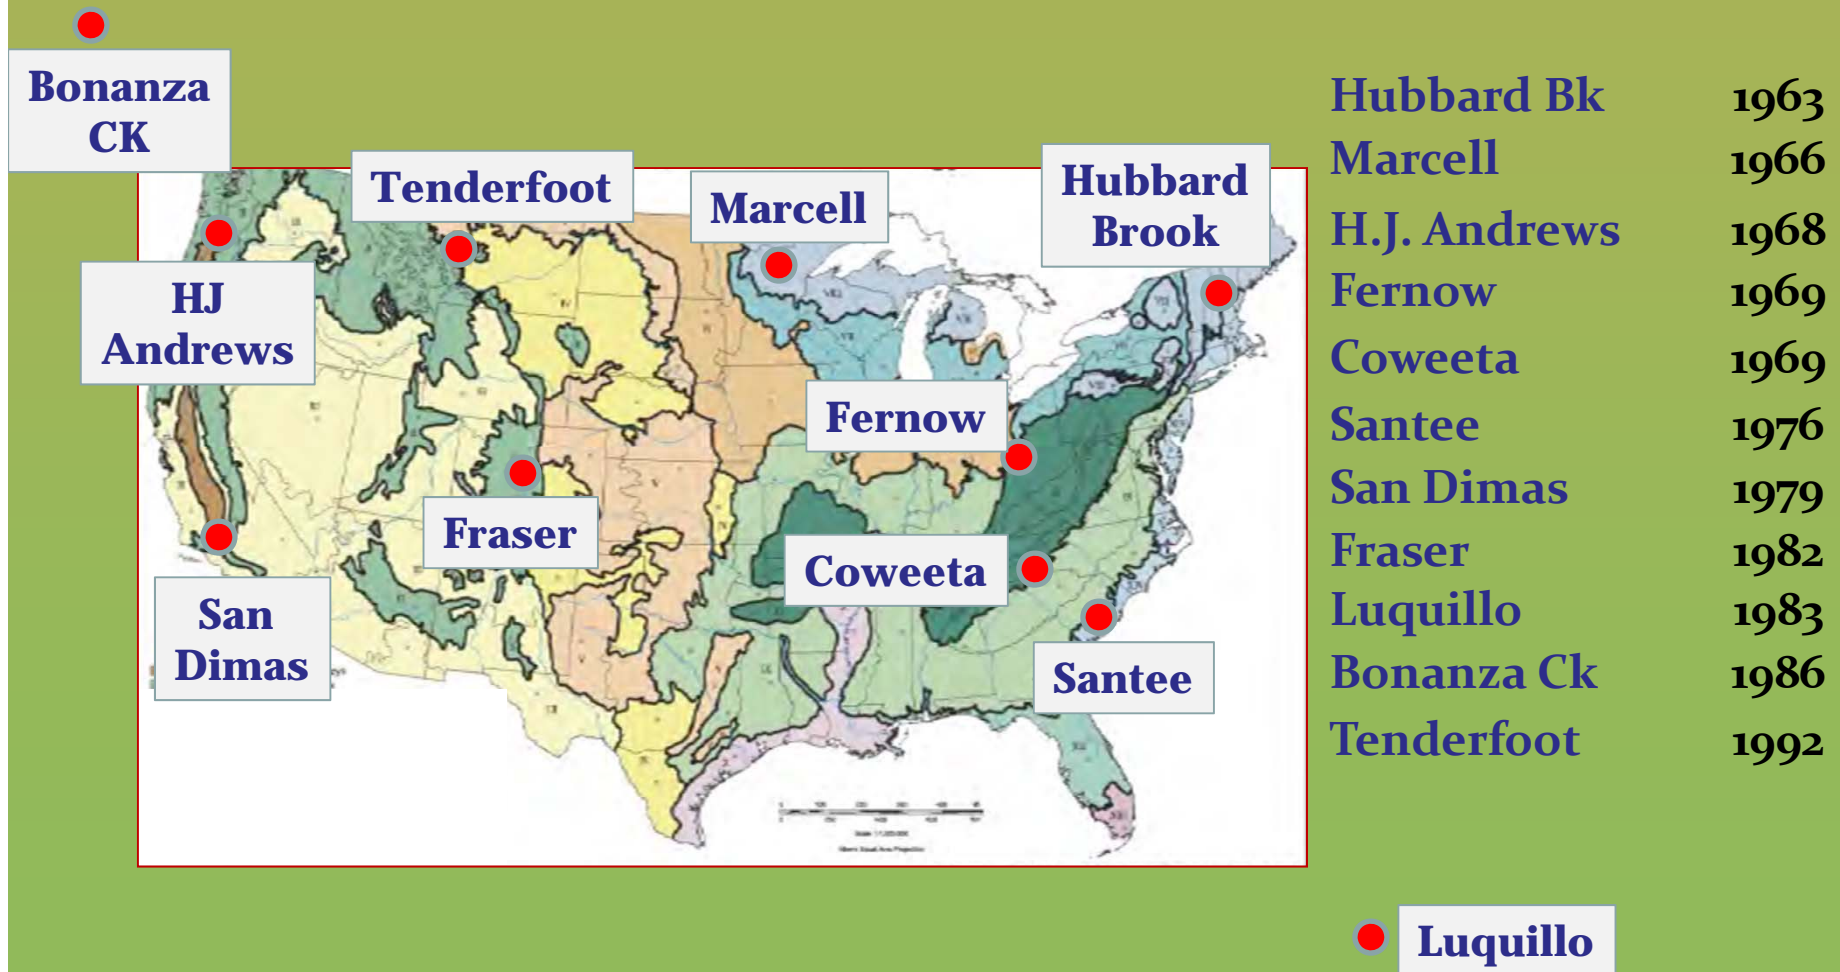 Bonanza
CK
Tenderfoot
Marcell
Hubbard
Brook
HJ
Andrews
Fernow
Fraser
Coweeta
San
Dimas
Santee
Luquillo
Hubbard Bk 1963
Marcell 1966
H.J. Andrews 1968
Fernow 1969
Coweeta 1969
Santee 1976
San Dimas 1979
Fraser 1982
Luquillo 1983
Bonanza Ck 1986
Tenderfoot 1992